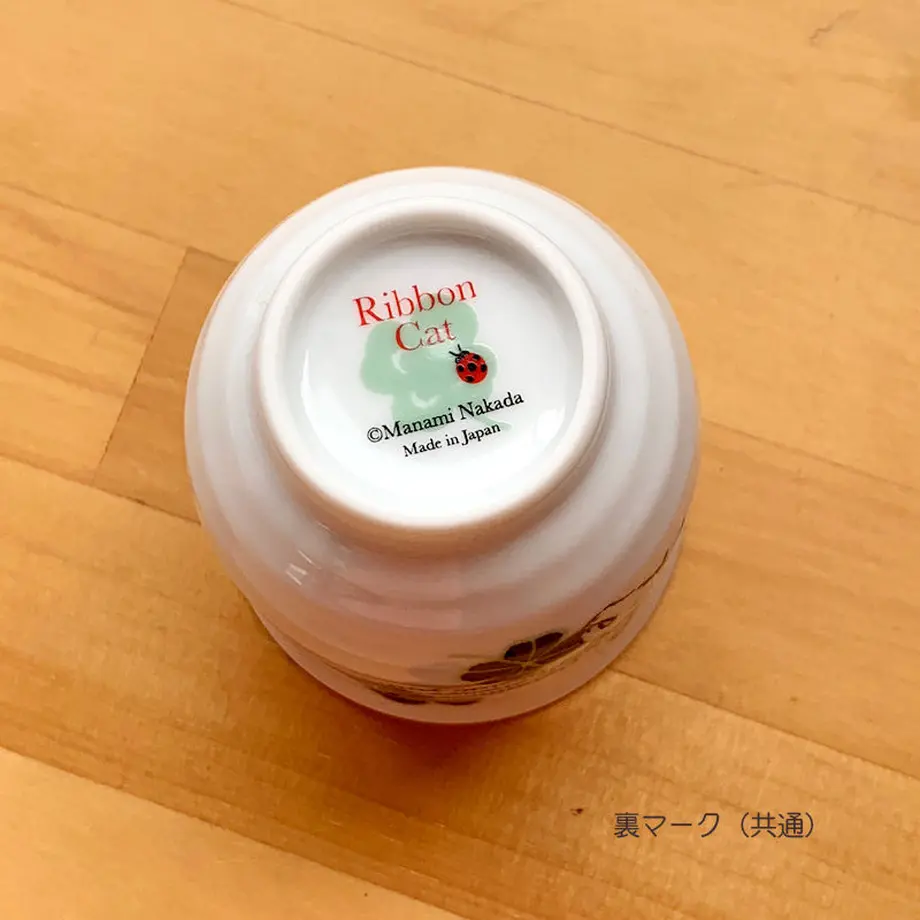 Ribbon
Cat
©Manami Nakada
Made in Japan
裏マーク（共通）